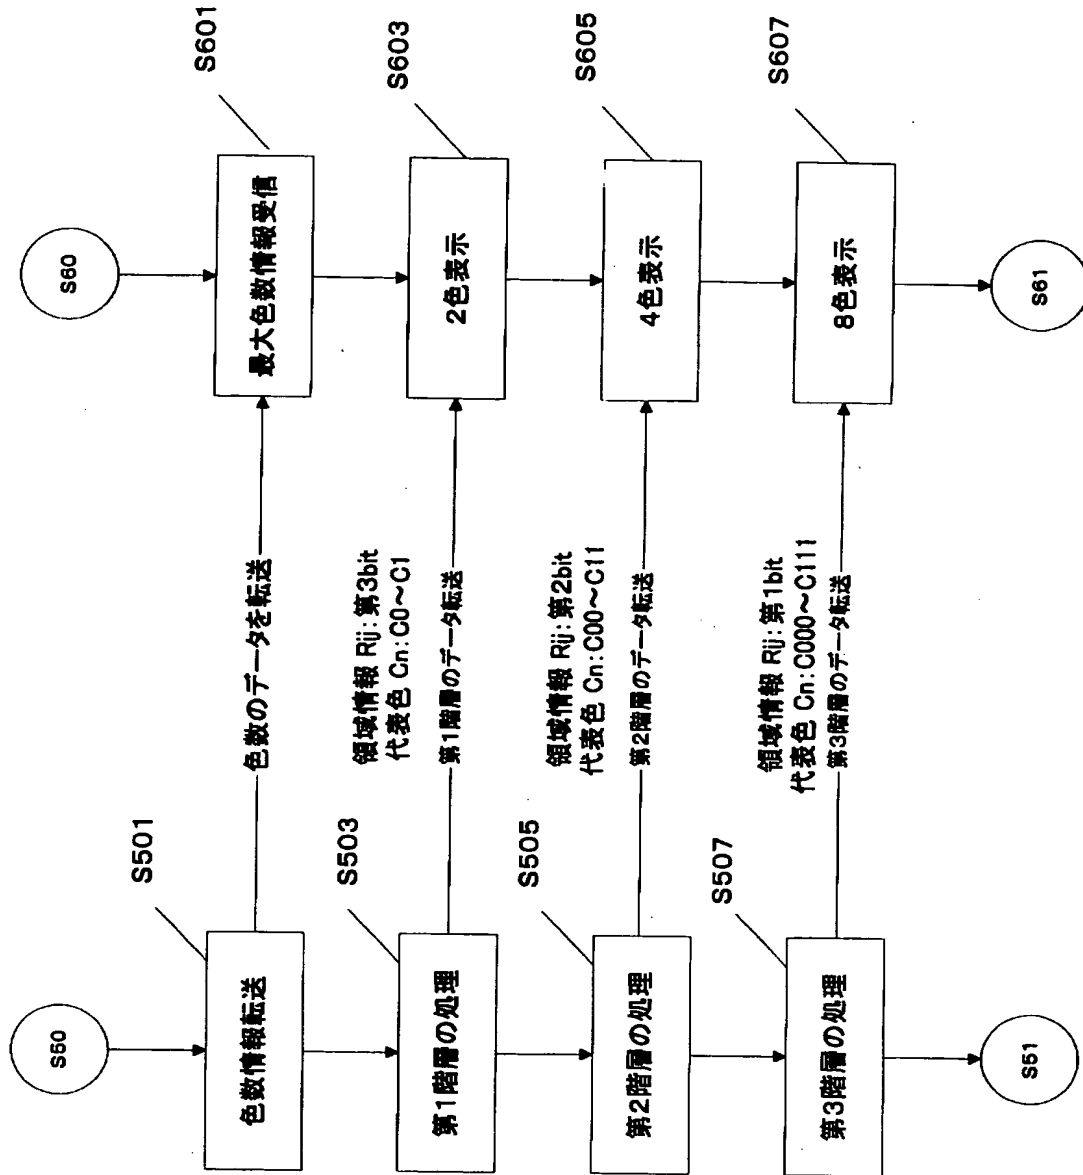 S50
S60
S501
色数情報転送
色数のデータを転送
S601
最大色数情報受信
S503
第1階層の処理
領域情報 Rij: 第3bit
代表色 Cn: C0～C1
第1階層のデータ転送
S603
2色表示
S505
第2階層の処理
領域情報 Rij: 第2bit
代表色 Cn: C00～C11
第2階層のデータ転送
S605
4色表示
S507
第3階層の処理
領域情報 Rij: 第1bit
代表色 Cn: C000～C111
第3階層のデータ転送
S607
8色表示
S51
S61